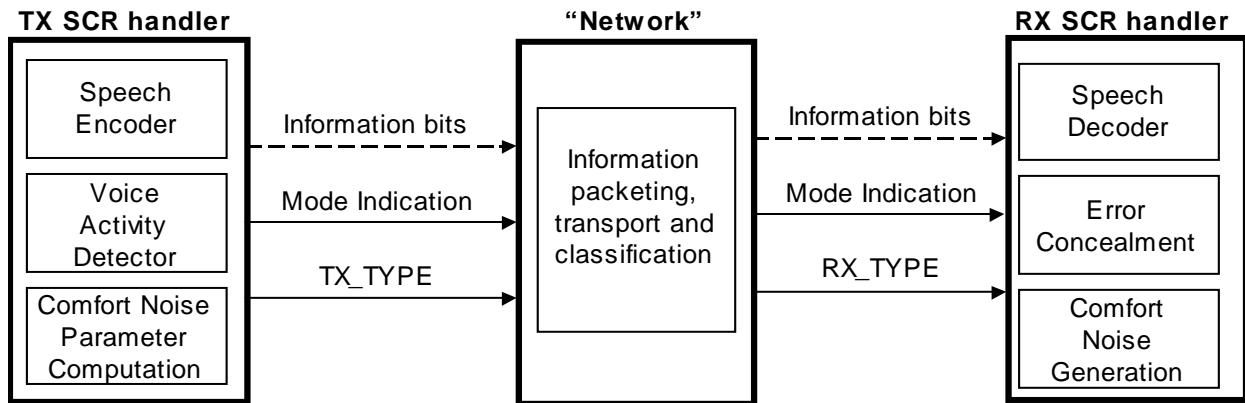 TX SCR handler
“Network”
RX SCR handler
Speech
Encoder
Voice
Activity
Detector
Comfort Noise
Parameter
Computation
Information bits
Mode Indication
TX_TYPE
Information
packeting,
transport and
classification
Information bits
Mode Indication
RX_TYPE
Speech
Decoder
Error
Concealment
Comfort
Noise
Generation